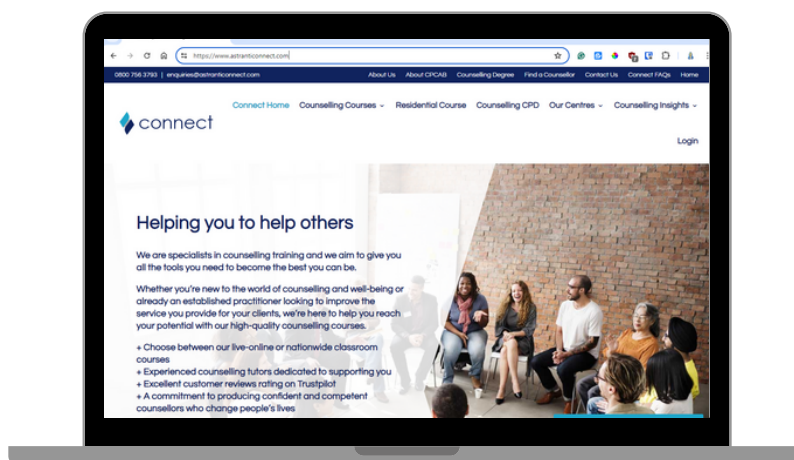 https://www.astranticonnect.com
0800 756 3793 | enquiries@astranticonnect.com
About Us About CPCAB Counselling Degree Find a Counsellor Contact Us Connect FAQs Home
connect
Connect Home Counselling Courses Residential Course Counselling CPD Our Centres Counselling Insights
Login
Helping you to help others
We are specialists in counselling training and we aim to give you
all the tools you need to become the best you can be.
Whether you're new to the world of counselling and well-being or
already an established practitioner looking to improve the
service you provide for your clients, we're here to help you reach
your potential with our high-quality counselling courses.
+ Choose between our live-online or nationwide classroom
courses
+ Experienced counselling tutors dedicated to supporting you
+ Excellent customer reviews rating on Trustpilot
+ A commitment to producing confident and competent
counsellors who change people's lives